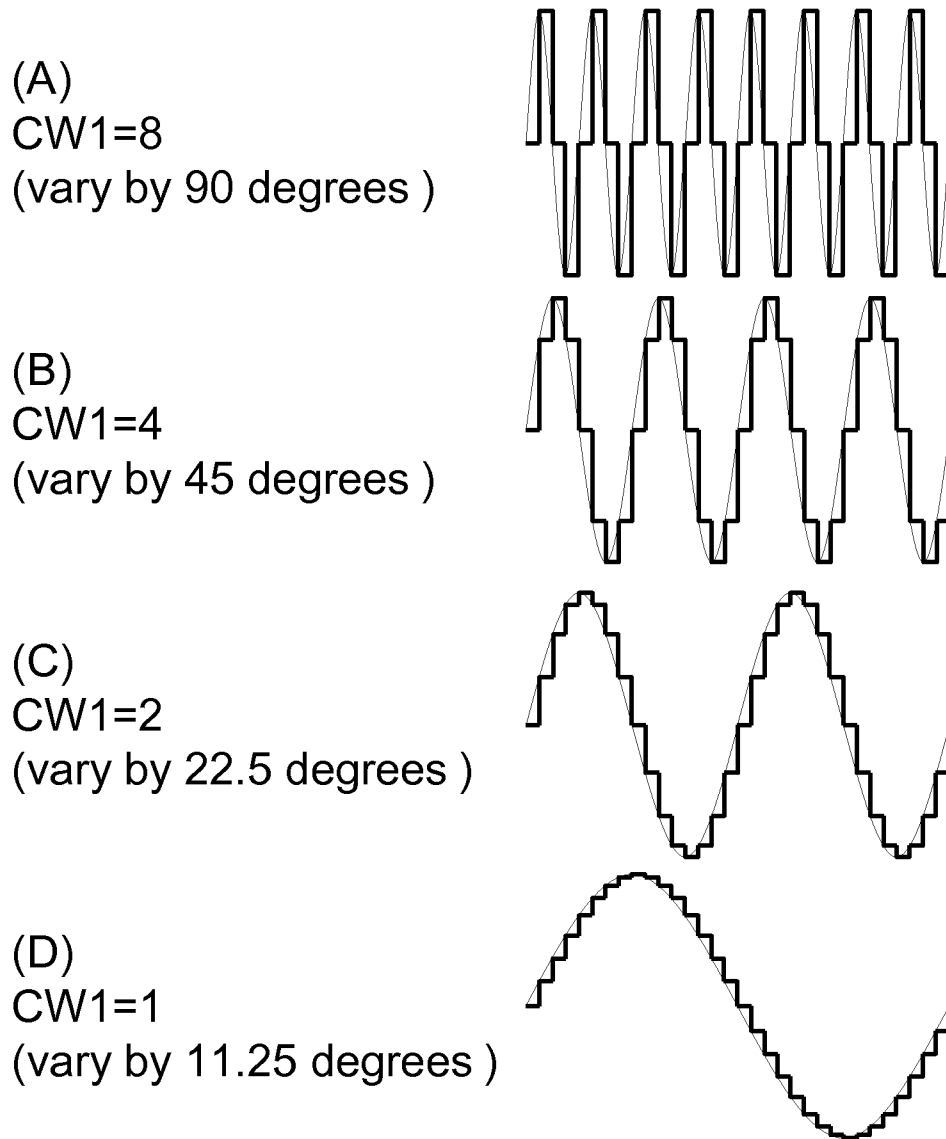 (A)
CW1=8
(vary by 90 degrees )
(B)
CW1=4
(vary by 45 degrees )
(C)
CW1=2
(vary by 22.5 degrees )
(D)
CW1=1
(vary by 11.25 degrees )